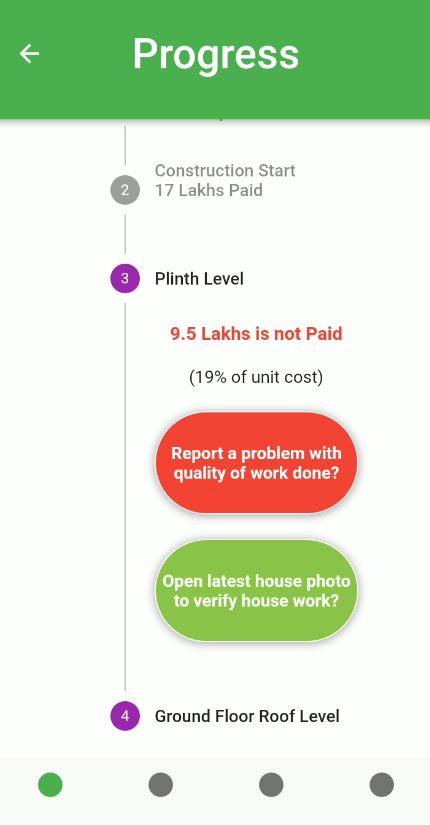 Progress
2
Construction Start
17 Lakhs Paid
3
Plinth Level
9.5 Lakhs is not Paid
(19% of unit cost)
Report a problem with
quality of work done?
Open latest house photo
to verify house work?
4
Ground Floor Roof Level